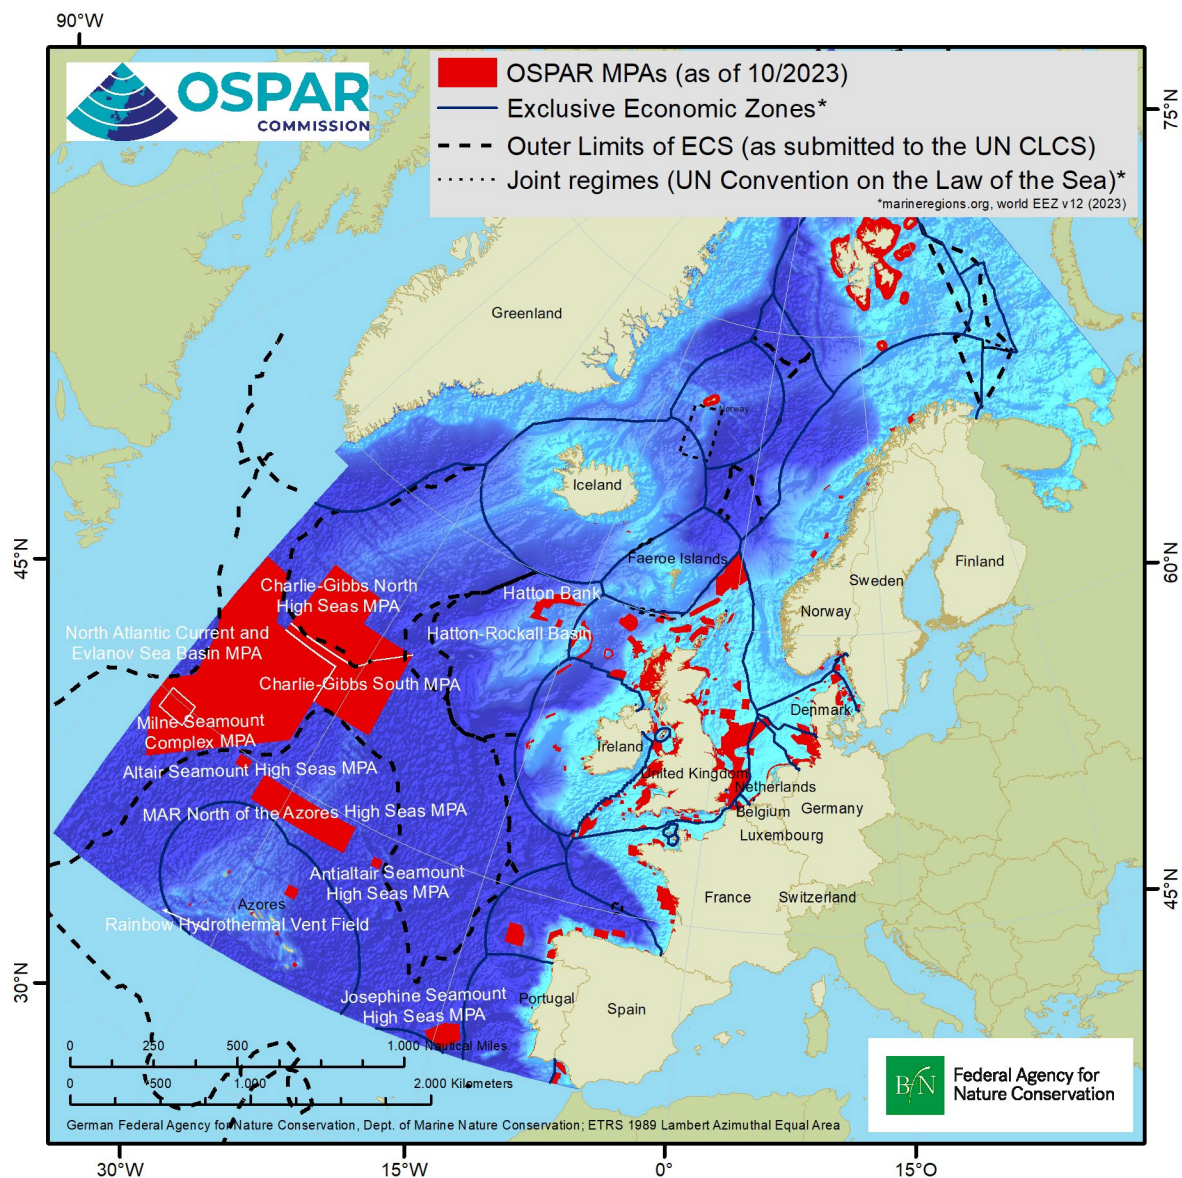 90°W
OSPAR
COMMISSION
OSPAR MPAs (as of 10/2023)
Exclusive Economic Zones*
Outer Limits of ECS (as submitted to the UN CLCS)
Joint regimes (UN Convention on the Law of the Sea)*
*marineregions.org, world EEZ v12 (2023)
75°N
Greenland
Norway
Iceland
45°N
60°N
Faeroe Islands
Finland
Sweden
Norway
Charlie-Gibbs North
High Seas MPA
Hatton Bank
North Atlantic Current and
Evlanov Sea Basin MPA
Hatton-Rockall Basin
Charlie-Gibbs South MPA
Milne Seamount
Complex MPA
Denmark
Ireland
Altair Seamount High Seas MPA
United Kingdom
Netherlands
MAR North of the Azores High Seas MPA
Belgium
Germany
Luxembourg
Antialtair Seamount
High Seas MPA
France
Switzerland
45°N
Azores
Rainbow Hydrothermal Vent Field
30°N
Josephine Seamount
High Seas MPA
Portugal
Spain
0 250 500 1.000 Nautical Miles
0 500 1.000 2.000 Kilometers
BfN
Federal Agency for
Nature Conservation
German Federal Agency for Nature Conservation, Dept. of Marine Nature Conservation; ETRS 1989 Lambert Azimuthal Equal Area
30°W
15°W
0°
15°O